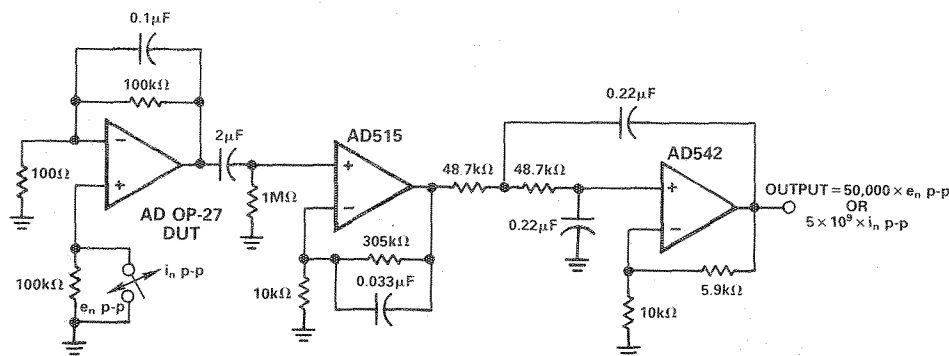 0.1μF
100kΩ
100Ω
−
+
AD OP-27
DUT
100kΩ
iₙ p-p
eₙ p-p
2μF
1MΩ
AD515
+
−
305kΩ
0.033μF
10kΩ
48.7kΩ
48.7kΩ
0.22μF
0.22μF
AD542
+
−
5.9kΩ
10kΩ
OUTPUT = 50,000 × eₙ p-p
OR
5 × 10⁹ × iₙ p-p